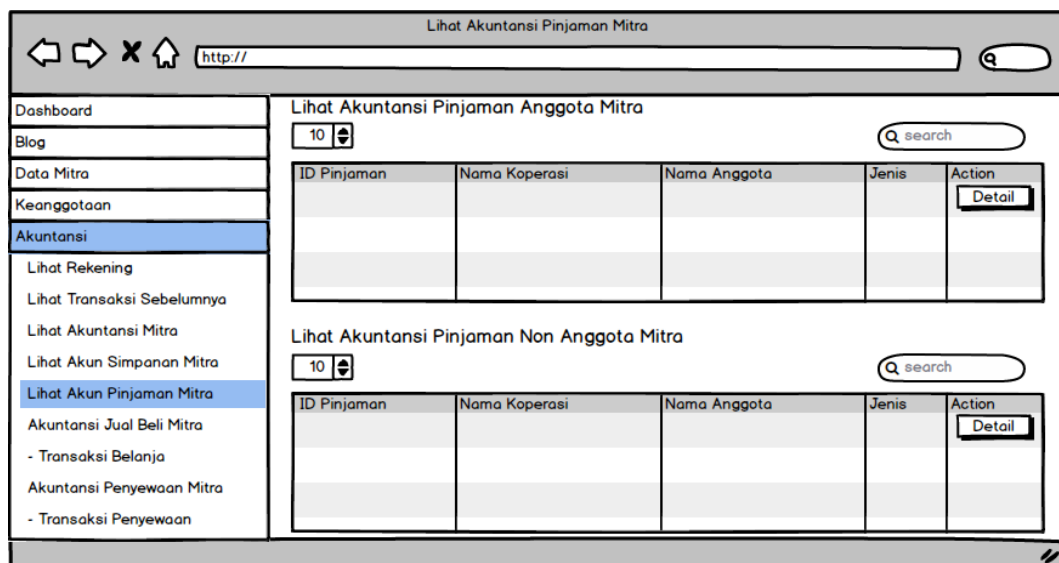 Lihat Akuntansi Pinjaman Mitra
http://
Dashboard
Blog
Data Mitra
Keanggotaan
Akuntansi
Lihat Rekening
Lihat Transaksi Sebelumnya
Lihat Akuntansi Mitra
Lihat Akun Simpanan Mitra
Lihat Akun Pinjaman Mitra
Akuntansi Jual Beli Mitra
- Transaksi Belanja
Akuntansi Penyewaan Mitra
- Transaksi Penyewaan
Lihat Akuntansi Pinjaman Anggota Mitra
10 search
ID Pinjaman Nama Koperasi Nama Anggota Jenis Action
Detail
Lihat Akuntansi Pinjaman Non Anggota Mitra
10 search
ID Pinjaman Nama Koperasi Nama Anggota Jenis Action
Detail